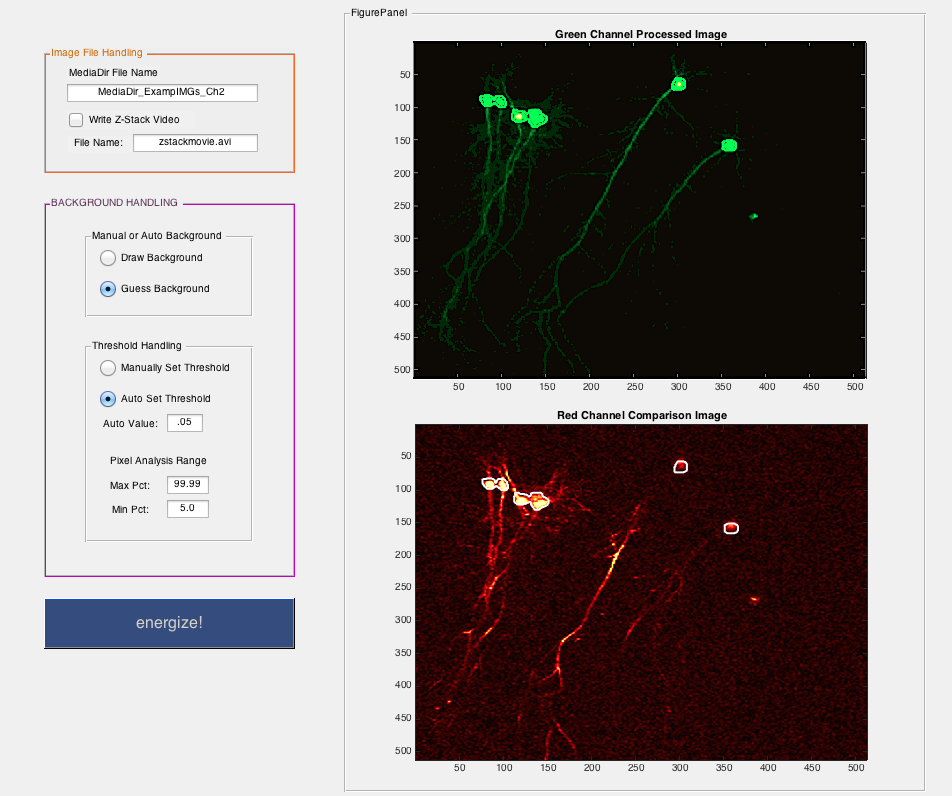 Image File Handling
MediaDir File Name
MediaDir_ExampIMGs_Ch2
Write Z-Stack Video
File Name: zstackmovie.avi
BACKGROUND HANDLING
Manual or Auto Background
Draw Background
Guess Background
Threshold Handling
Manually Set Threshold
Auto Set Threshold
Auto Value: .05
Pixel Analysis Range
Max Pct: 99.99
Min Pct: 5.0
energize!
FigurePanel
Green Channel Processed Image
50
100
150
200
250
300
350
400
450
500
50 100 150 200 250 300 350 400 450 500
Red Channel Comparison Image
50
100
150
200
250
300
350
400
450
500
50 100 150 200 250 300 350 400 450 500